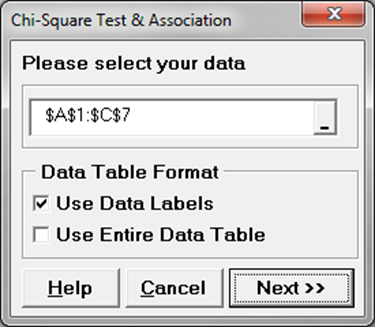 Chi-Square Test & Association
Please select your data
$A$1:$C$7
Data Table Format
Use Data Labels
Use Entire Data Table
Help Cancel Next >>